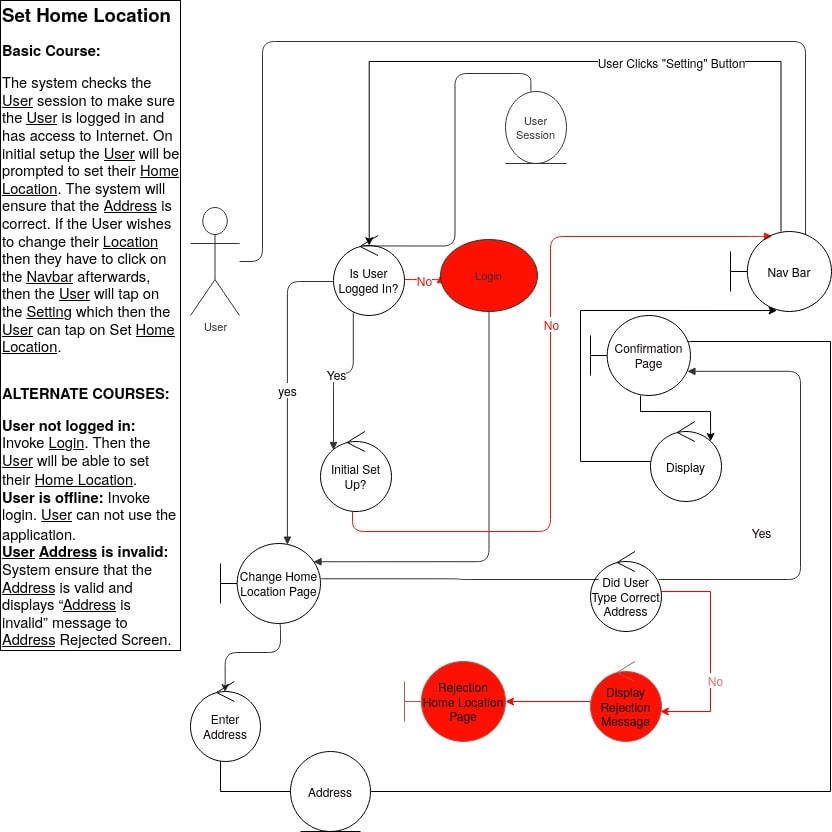 Set Home Location
Basic Course:
The system checks the
User session to make sure
the User is logged in and
has access to Internet. On
initial setup the User will be
prompted to set their Home
Location. The system will
ensure that the Address is
correct. If the User wishes
to change their Location
then they have to click on
the Navbar afterwards,
then the User will tap on
the Setting which then the
User can tap on Set Home
Location.
ALTERNATE COURSES:
User not logged in:
Invoke Login. Then the
User will be able to set
their Home Location.
User is offline: Invoke
login. User can not use the
application.
User Address is invalid:
System ensure that the
Address is valid and
displays “Address is
invalid” message to
Address Rejected Screen.
User Clicks "Setting" Button
User
Session
User
Is User
Logged In?
No
Login
Nav Bar
No
Confirmation
Page
Yes
yes
Initial Set
Up?
Display
Yes
Change Home
Location Page
Did User
Type Correct
Address
No
Rejection
Home Location
Page
Display
Rejection
Message
Enter
Address
Address